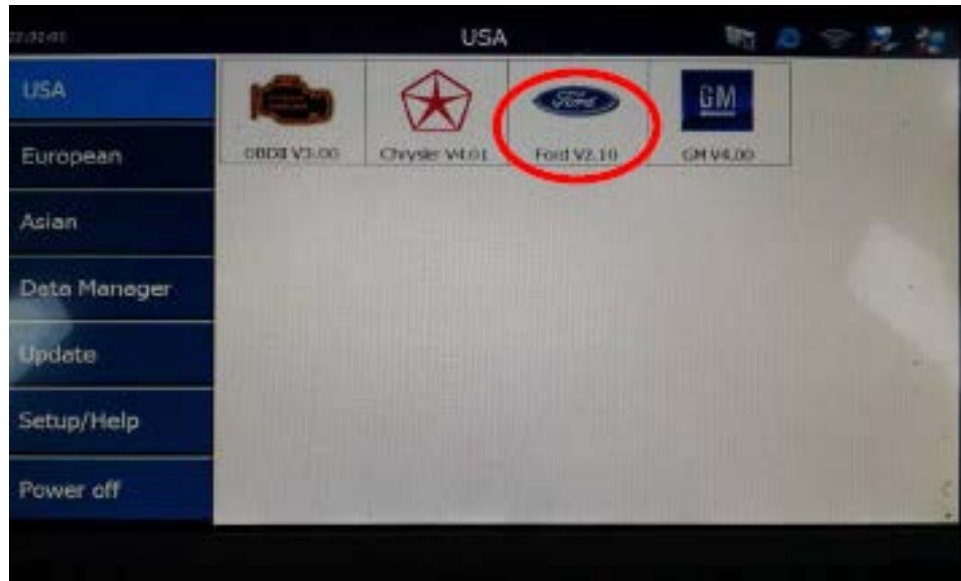 USA
USA
European
Asian
Data Manager
Update
Setup/Help
Power off
Ford
GM
OBDII V3.00
Chrysler V4.01
Ford V2.10
GM V4.00